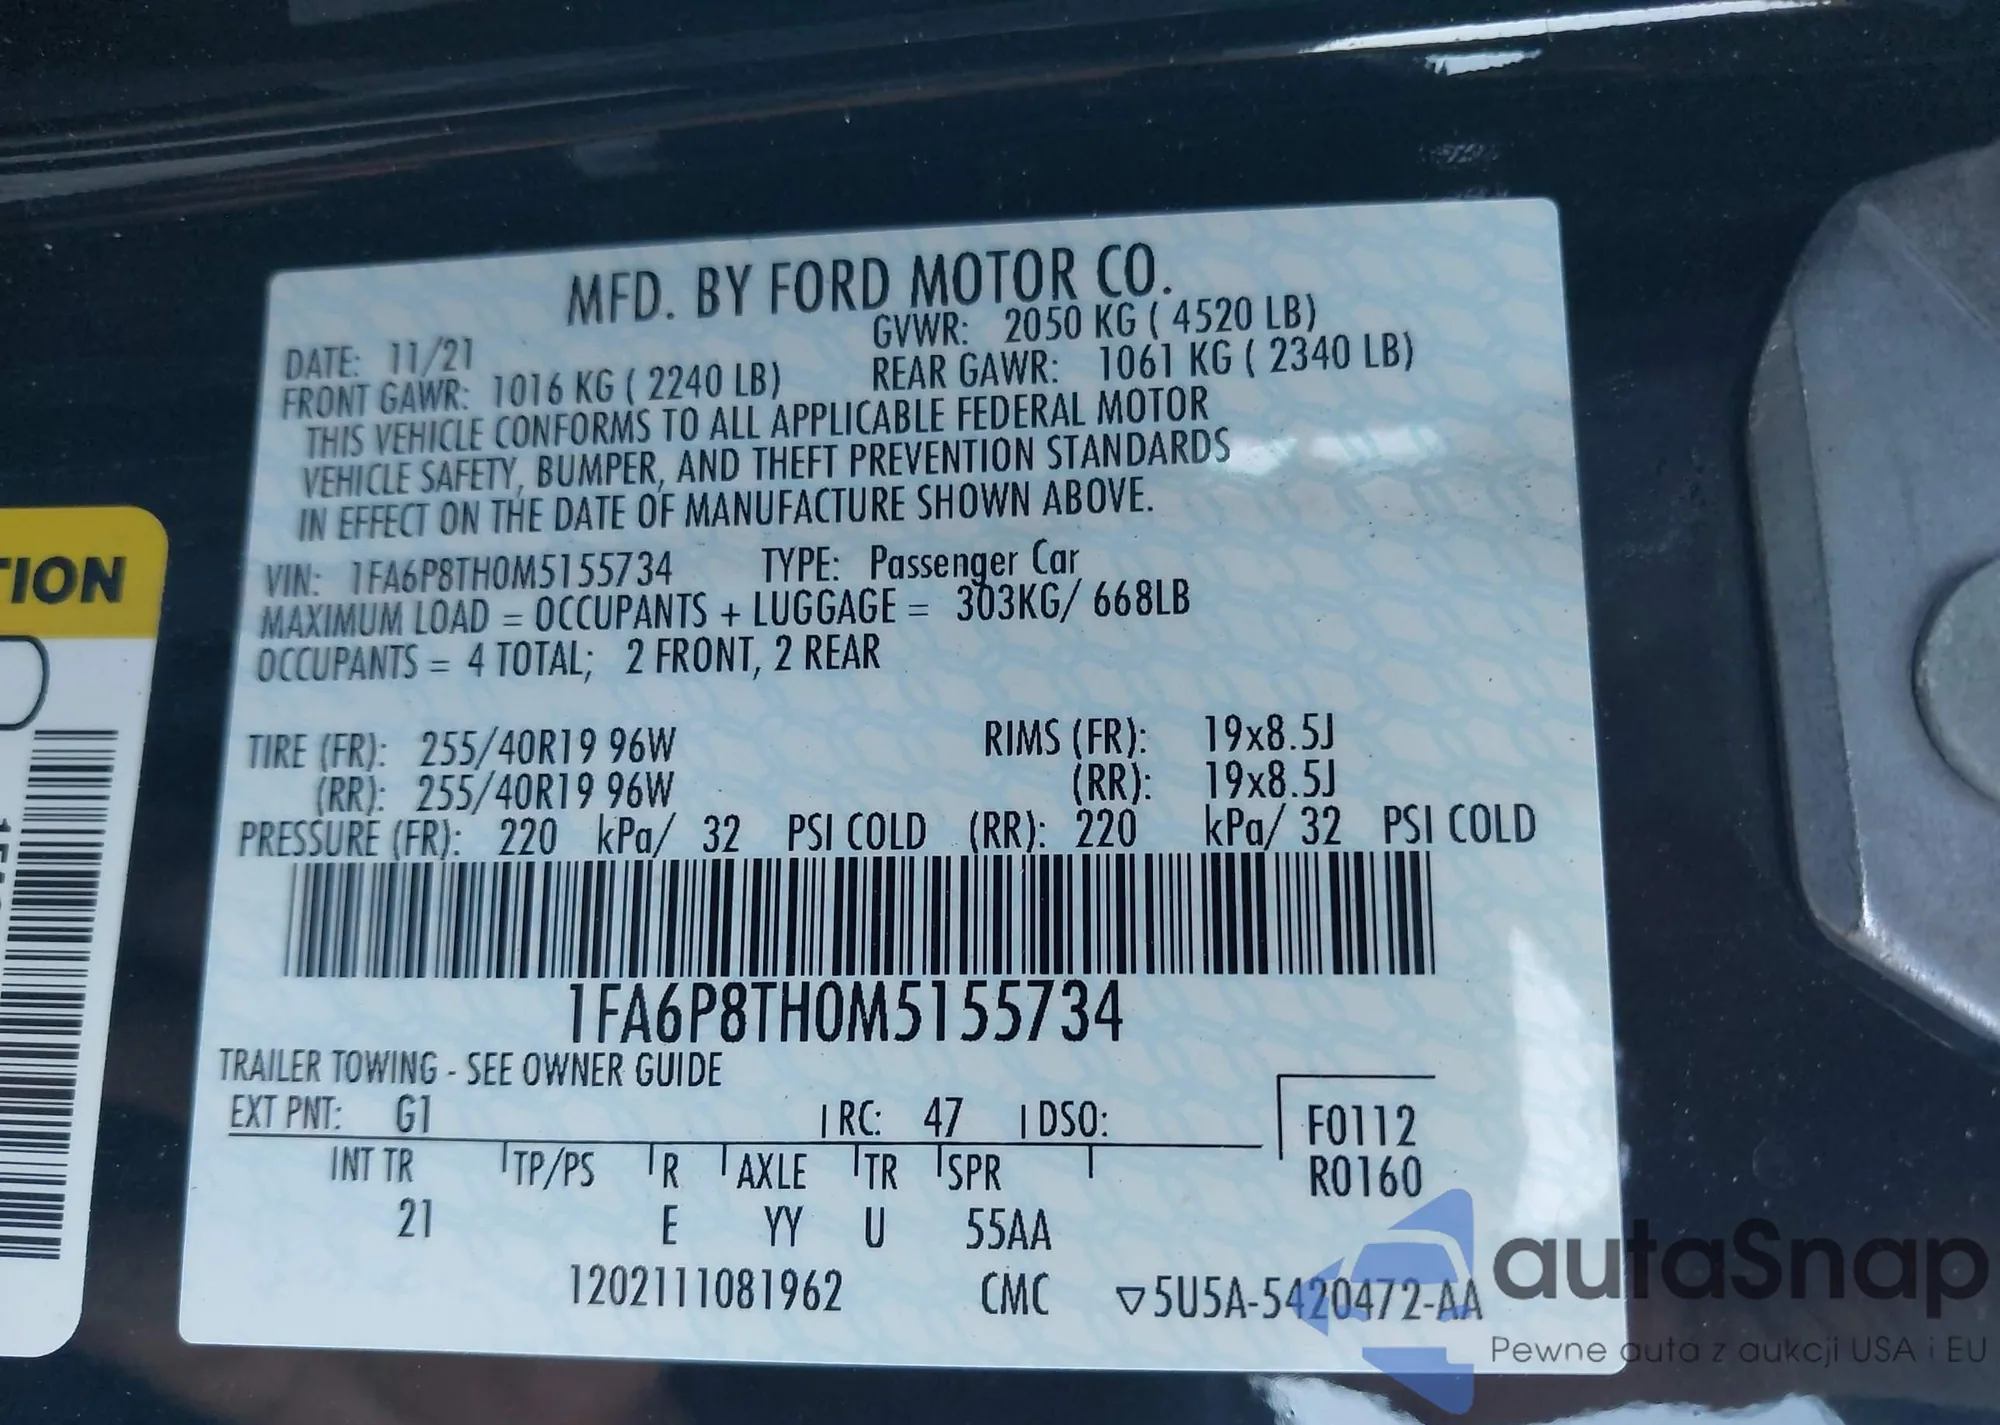 MFD. BY FORD MOTOR CO.
DATE: 11/21 GVWR: 2050 KG ( 4520 LB)
FRONT GAWR: 1016 KG ( 2240 LB) REAR GAWR: 1061 KG ( 2340 LB)
THIS VEHICLE CONFORMS TO ALL APPLICABLE FEDERAL MOTOR
VEHICLE SAFETY, BUMPER, AND THEFT PREVENTION STANDARDS
IN EFFECT ON THE DATE OF MANUFACTURE SHOWN ABOVE.
VIN: 1FA6P8TH0M5155734 TYPE: Passenger Car
MAXIMUM LOAD = OCCUPANTS + LUGGAGE = 303KG/ 668LB
OCCUPANTS = 4 TOTAL; 2 FRONT, 2 REAR
TIRE (FR): 255/40R19 96W RIMS (FR): 19x8.5J
(RR): 255/40R19 96W (RR): 19x8.5J
PRESSURE (FR): 220 kPa/ 32 PSI COLD (RR): 220 kPa/ 32 PSI COLD
1FA6P8TH0M5155734
TRAILER TOWING - SEE OWNER GUIDE
EXT PNT: G1 RC: 47 DSO: F0112
R0160
INT TR TP/PS R AXLE TR SPR
21 E YY U 55AA
1202111081962 CMC ▽5U5A-5420472-AA
TION
autaSnap
Pewne auta z aukcji USA i EU